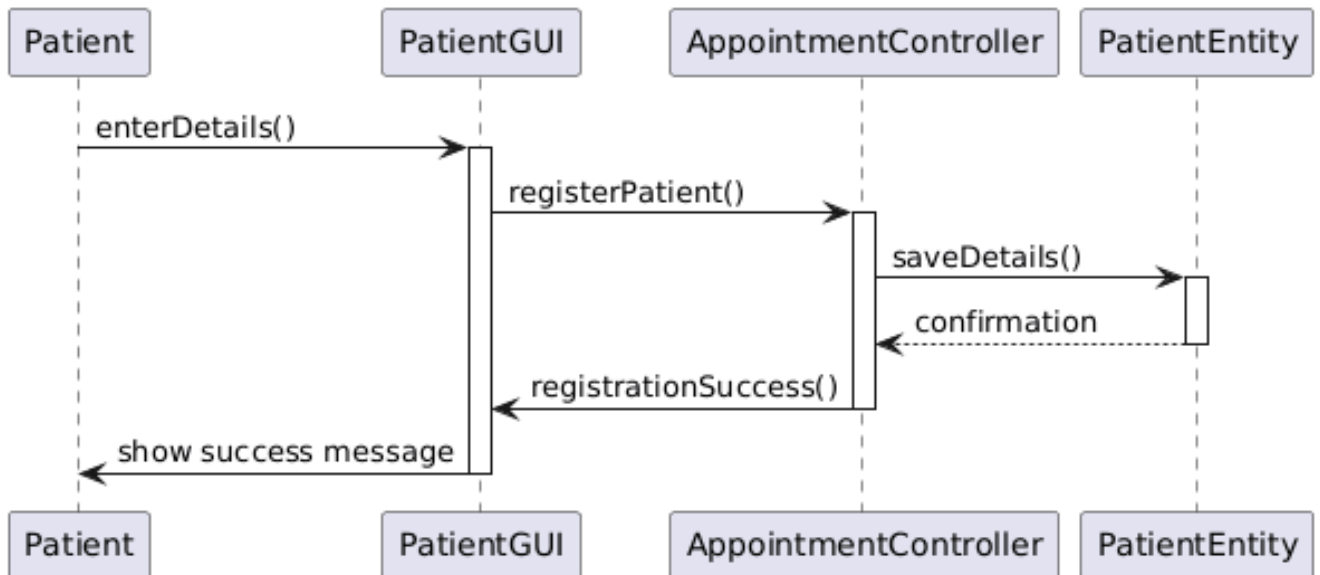 Patient PatientGUI AppointmentController PatientEntity
enterDetails()
registerPatient()
saveDetails()
confirmation
registrationSuccess()
show success message
Patient PatientGUI AppointmentController PatientEntity